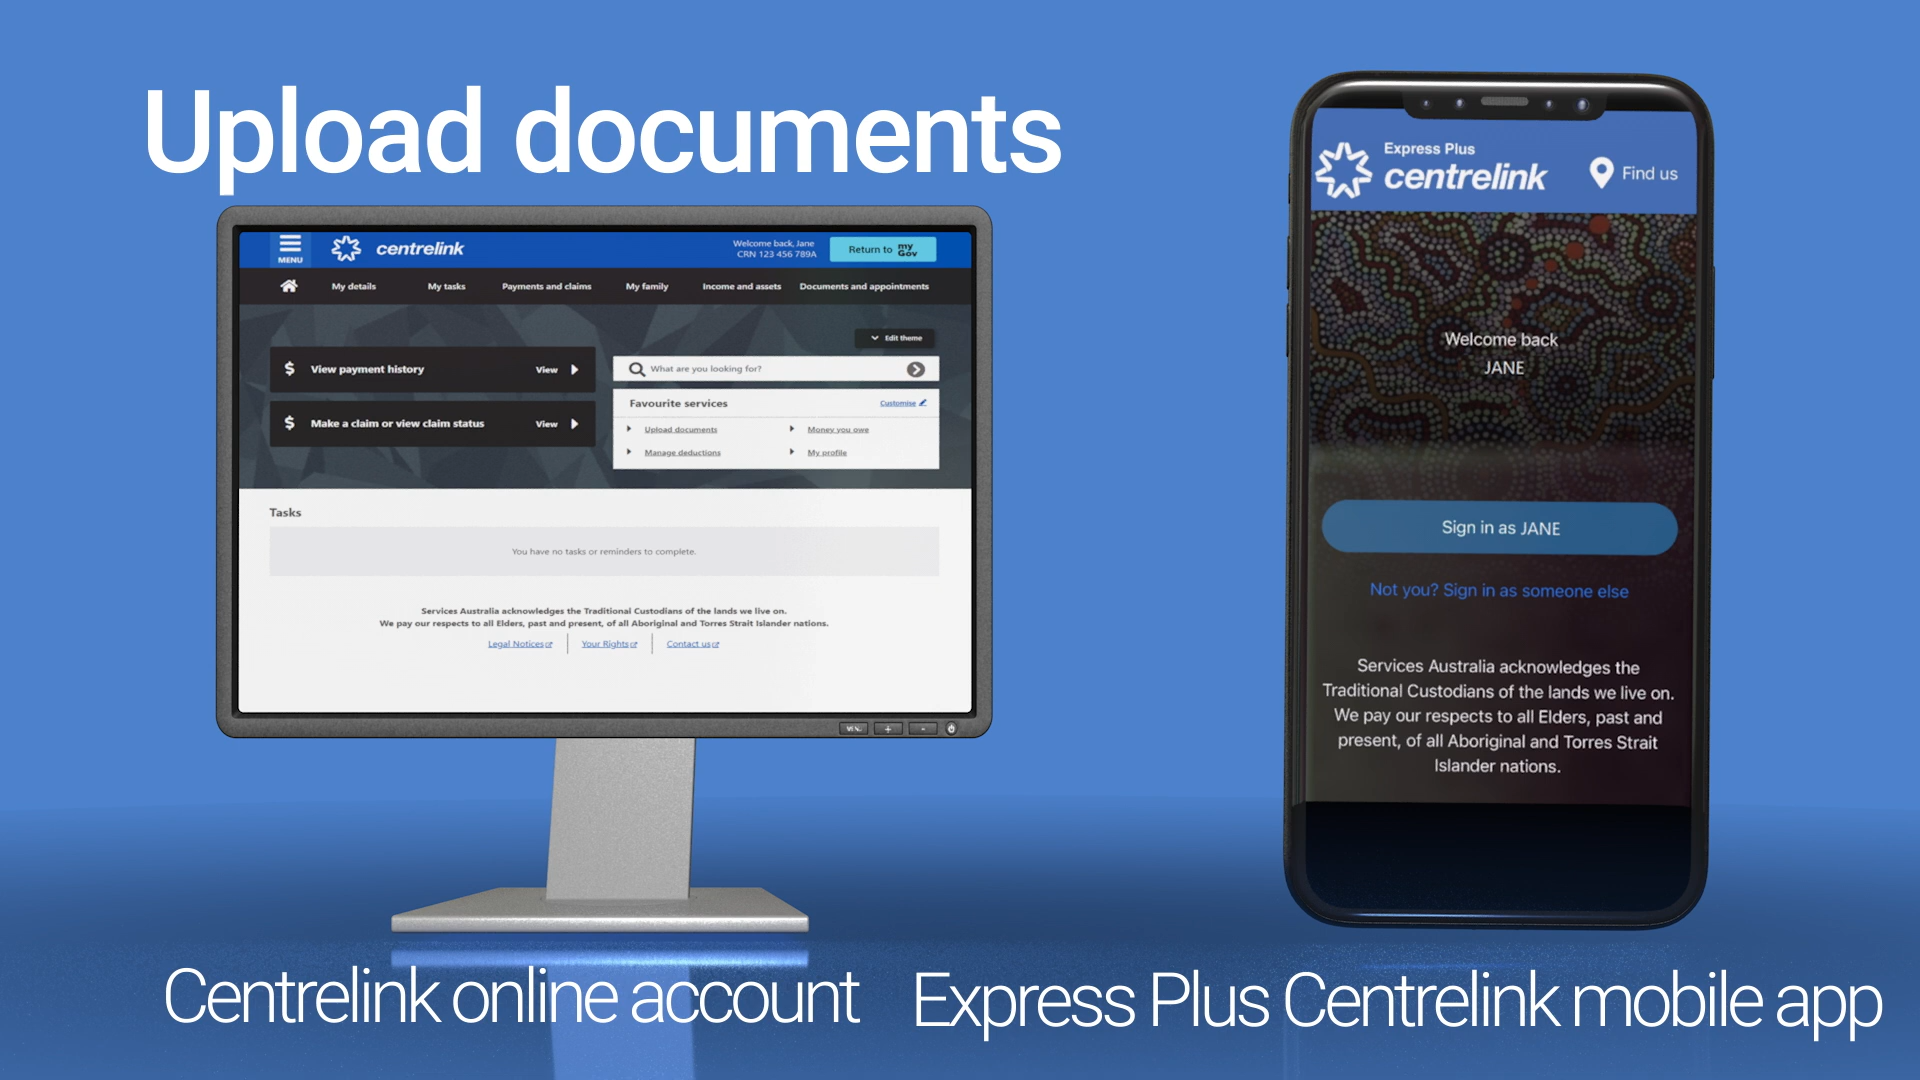 Upload documents
MENU
centrelink
Welcome back, Jane
CRN 123 456 789A
Return to my Gov
My details
My tasks
Payments and claims
My family
Income and assets
Documents and appointments
Edit theme
$ View payment history View
$ Make a claim or view claim status View
What are you looking for?
Favourite services
Customise
Upload documents
Money you owe
Manage deductions
My profile
Tasks
You have no tasks or reminders to complete.
Services Australia acknowledges the Traditional Custodians of the lands we live on.
We pay our respects to all Elders, past and present, of all Aboriginal and Torres Strait Islander nations.
Legal Notices
Your Rights
Contact us
+
-
Centrelink online account
Express Plus
centrelink
Find us
Welcome back
JANE
Sign in as JANE
Not you? Sign in as someone else
Services Australia acknowledges the
Traditional Custodians of the lands we live on.
We pay our respects to all Elders, past and
present, of all Aboriginal and Torres Strait
Islander nations.
Express Plus Centrelink mobile app